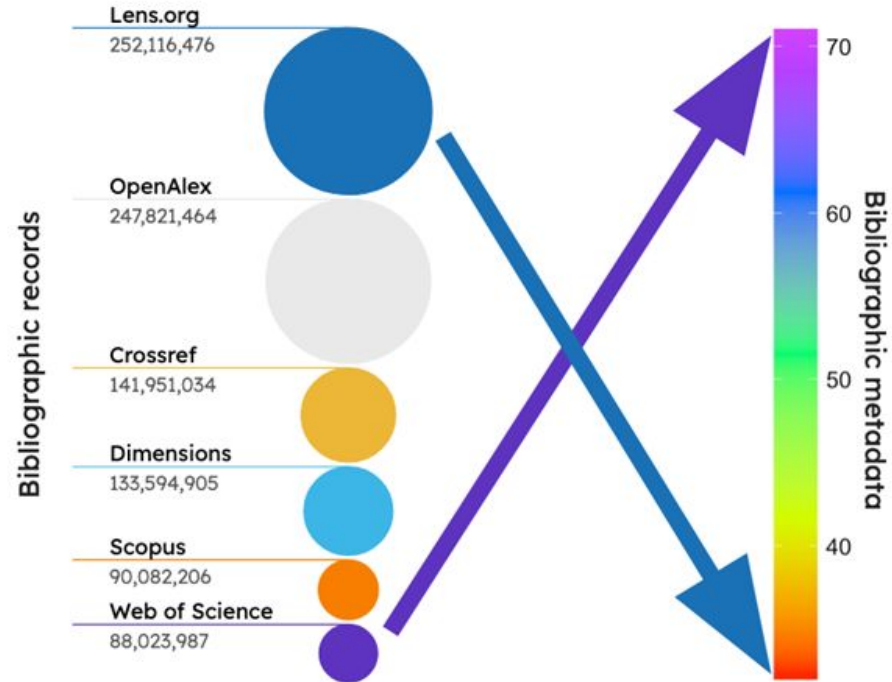 Bibliographic records
Lens.org
252,116,476
OpenAlex
247,821,464
Crossref
141,951,034
Dimensions
133,594,905
Scopus
90,082,206
Web of Science
88,023,987
70
60
50
40
Bibliographic metadata